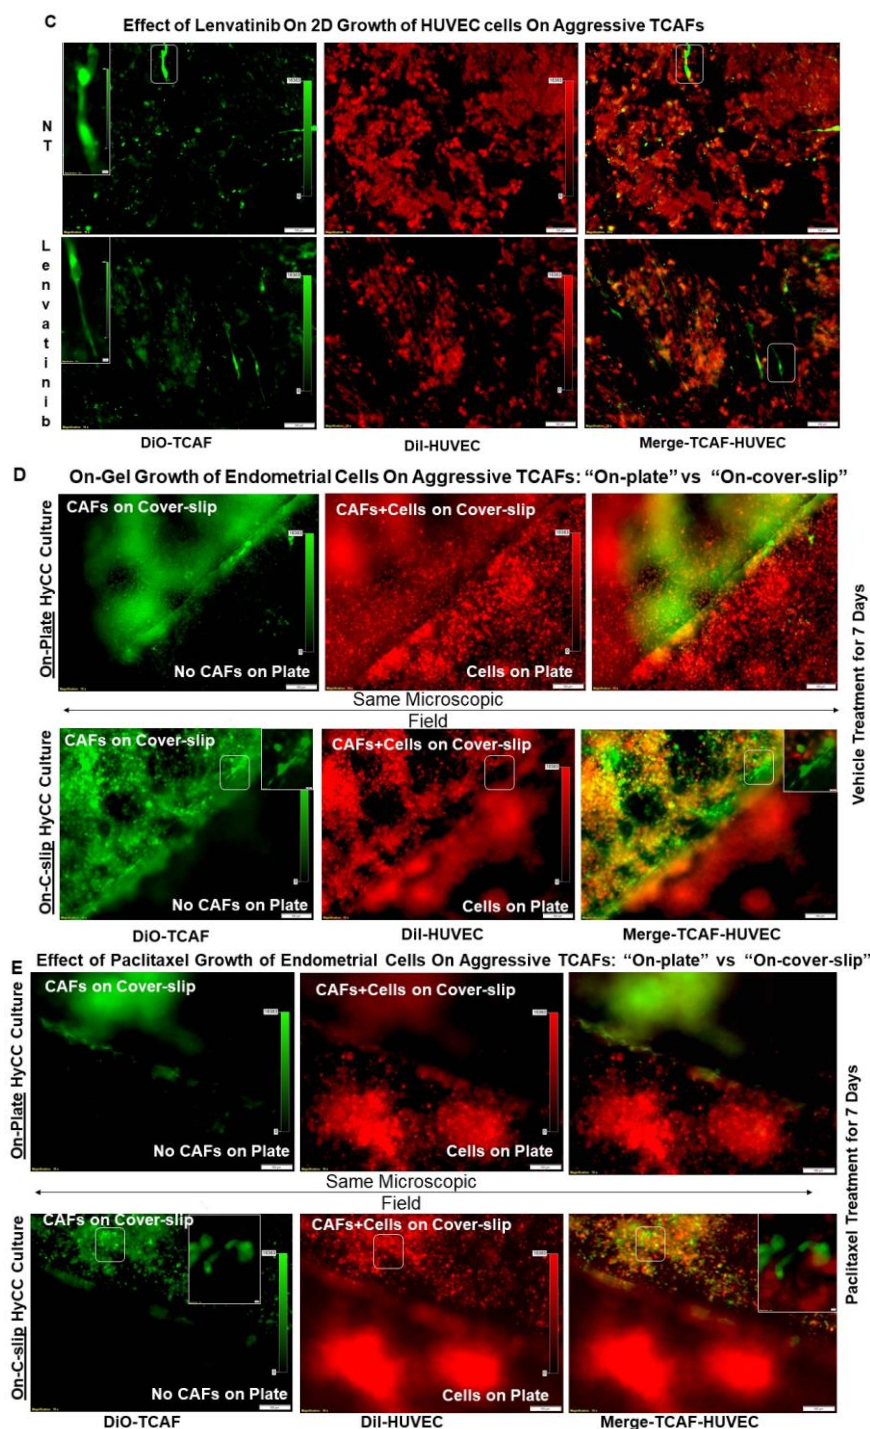 C Effect of Lenvatinib On 2D Growth of HUVEC cells On Aggressive TCAFs
NT
Lenvatinib
DiO-TCAF DiI-HUVEC Merge-TCAF-HUVEC
D On-Gel Growth of Endometrial Cells On Aggressive TCAFs: “On-plate” vs “On-cover-slip”
On-Plate HyCC Culture
CAFs on Cover-slip CAFs+Cells on Cover-slip
No CAFs on Plate Cells on Plate
Same Microscopic
Field
Vehicle Treatment for 7 Days
On-C-slip HyCC Culture
CAFs on Cover-slip CAFs+Cells on Cover-slip
No CAFs on Plate Cells on Plate
DiO-TCAF DiI-HUVEC Merge-TCAF-HUVEC
E Effect of Paclitaxel Growth of Endometrial Cells On Aggressive TCAFs: “On-plate” vs “On-cover-slip”
On-Plate HyCC Culture
CAFs on Cover-slip CAFs+Cells on Cover-slip
No CAFs on Plate Cells on Plate
Same Microscopic
Field
Paclitaxel Treatment for 7 Days
On-C-slip HyCC Culture
CAFs on Cover-slip CAFs+Cells on Cover-slip
No CAFs on Plate Cells on Plate
DiO-TCAF DiI-HUVEC Merge-TCAF-HUVEC